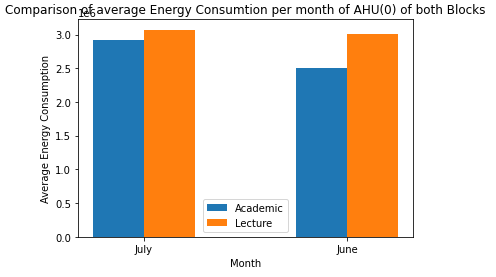 Comparison of average Energy Consumtion per month of AHU(0) of both Blocks
1e6
3.0
2.5
2.0
1.5
1.0
0.5
0.0
Average Energy Consumption
Academic
Lecture
July
June
Month